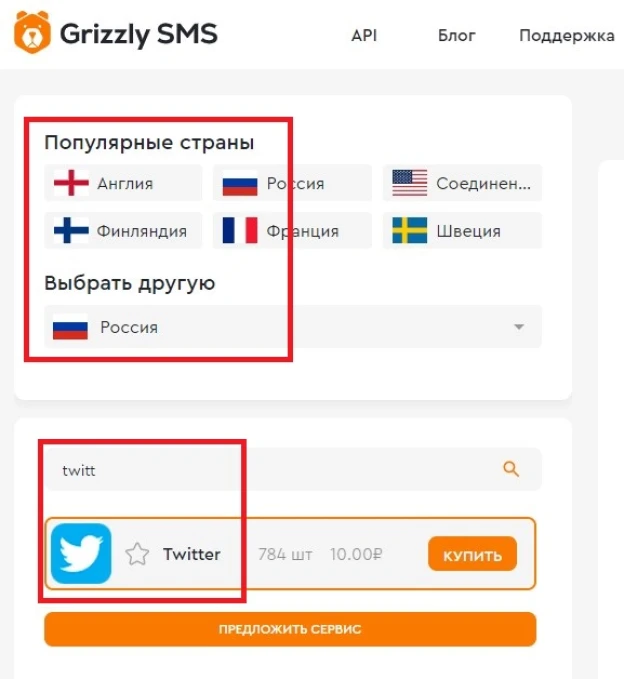 Grizzly SMS API Блог Поддержка
Популярные страны
Англия Россия Соединен...
Финляндия Франция Швеция
Выбрать другую
Россия
twitt
Twitter 784 шт 10.00₽ КУПИТЬ
ПРЕДЛОЖИТЬ СЕРВИС